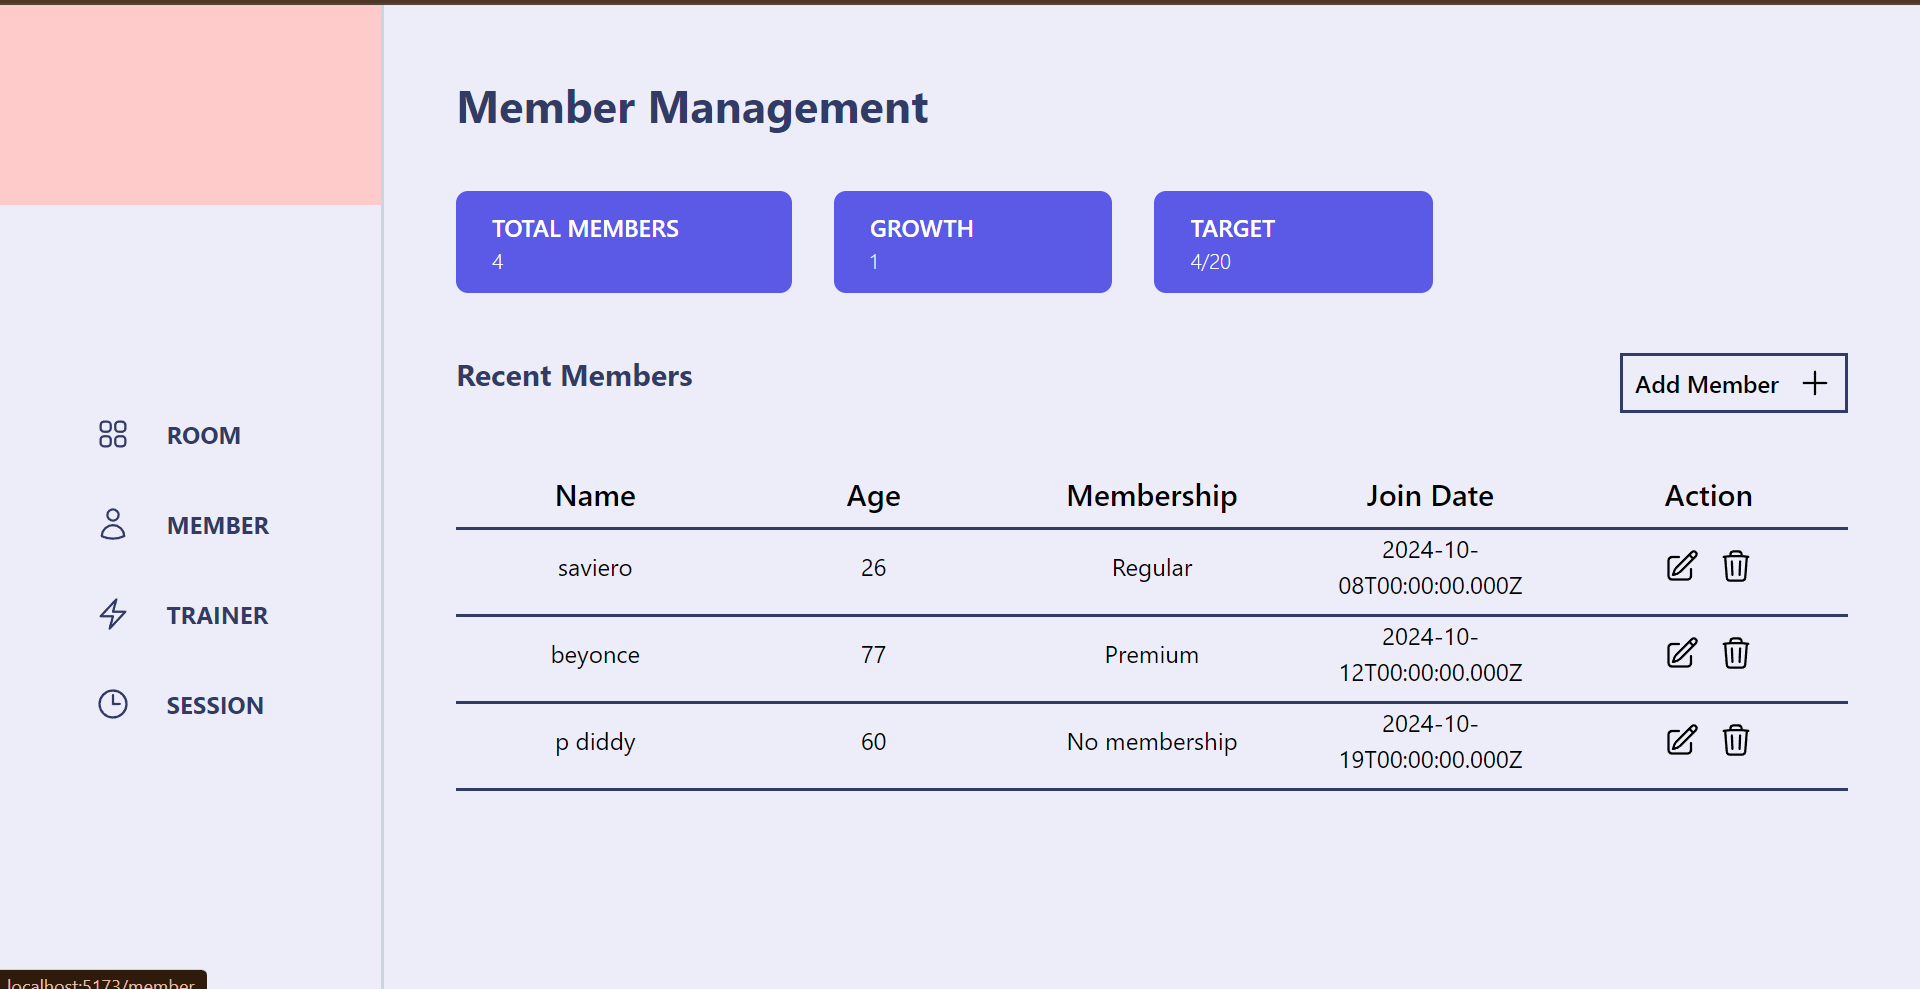 Member Management
TOTAL MEMBERS
4
GROWTH
1
TARGET
4/20
Recent Members
Add Member
ROOM
MEMBER
TRAINER
SESSION
Name Age Membership Join Date Action
saviero 26 Regular 2024-10-
08T00:00:00.000Z
beyonce 77 Premium 2024-10-
12T00:00:00.000Z
p diddy 60 No membership 2024-10-
19T00:00:00.000Z
localhost:5173/member